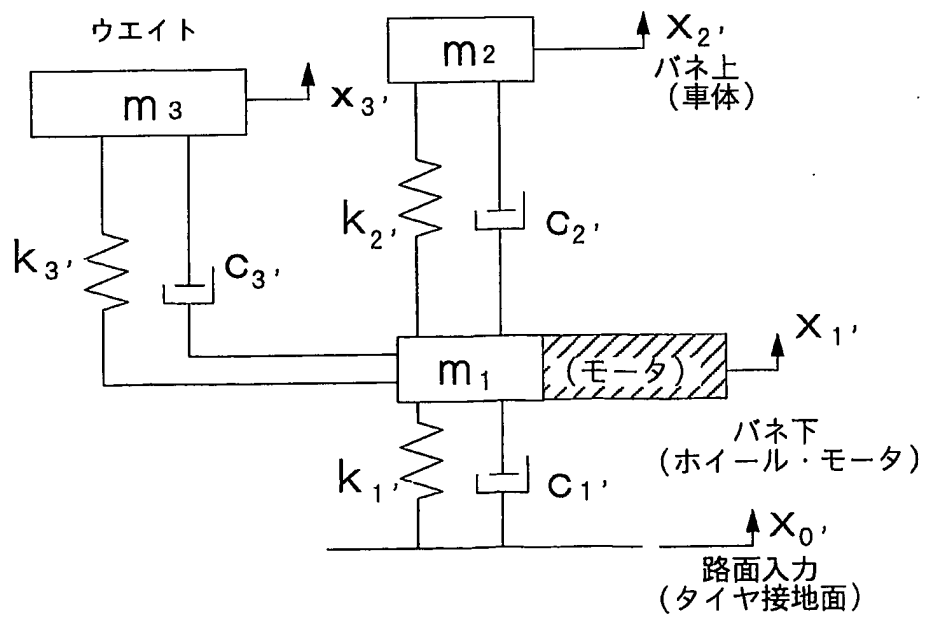 ウエイト
m3
x3,
m2
X2,
バネ上
(車体)
k3,
c3,
k2,
c2,
m1
(モータ)
X1,
バネ下
(ホイール・モータ)
k1,
c1,
X0,
路面入力
(タイヤ接地面)